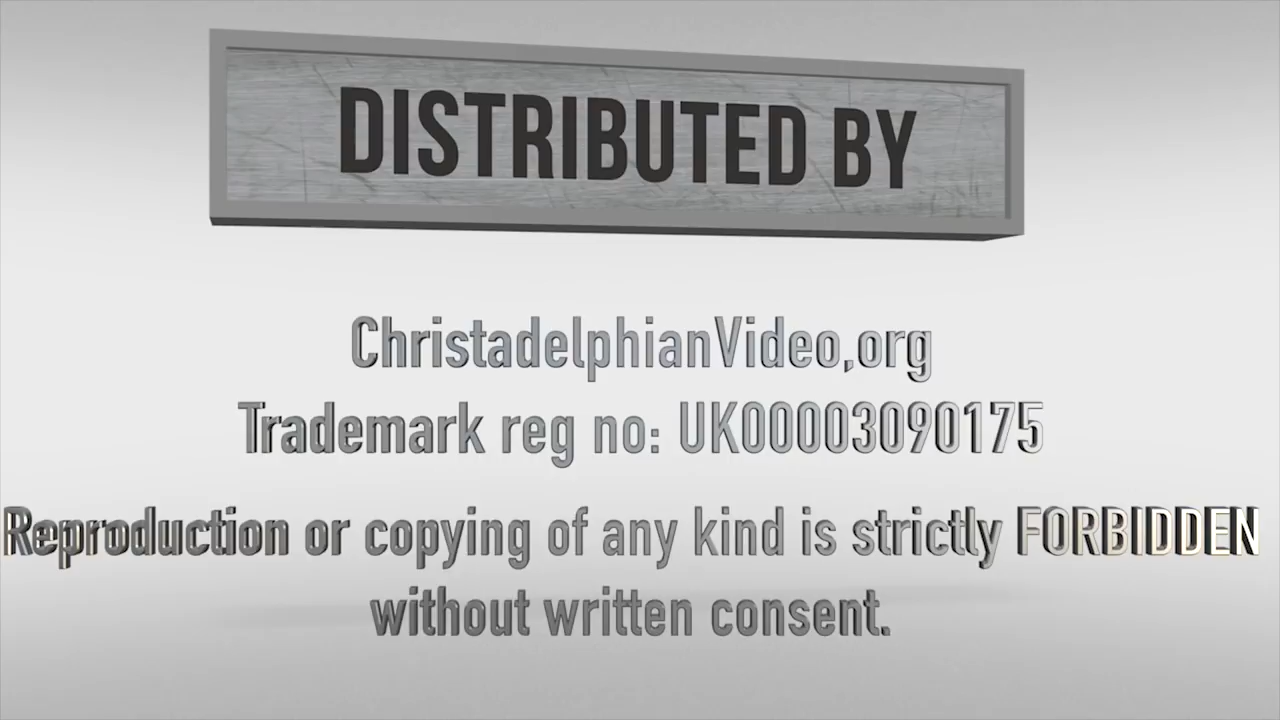 DISTRIBUTED BY
ChristadelphianVideo,org
Trademark reg no: UK00003090175
Reproduction or copying of any kind is strictly FORBIDDEN
without written consent.